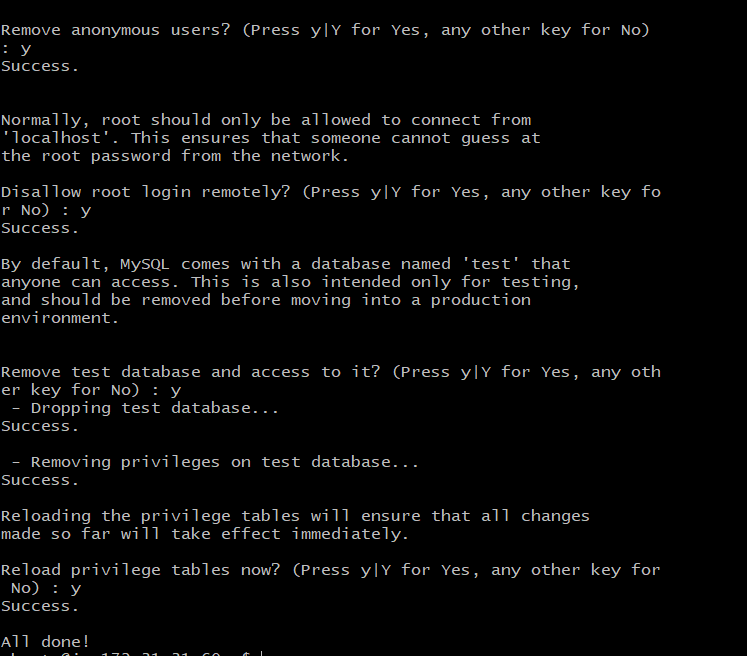 Remove anonymous users? (Press y|Y for Yes, any other key for No)
: y
Success.
Normally, root should only be allowed to connect from
'localhost'. This ensures that someone cannot guess at
the root password from the network.
Disallow root login remotely? (Press y|Y for Yes, any other key fo
r No) : y
Success.
By default, MySQL comes with a database named 'test' that
anyone can access. This is also intended only for testing,
and should be removed before moving into a production
environment.
Remove test database and access to it? (Press y|Y for Yes, any oth
er key for No) : y
 - Dropping test database...
Success.
 - Removing privileges on test database...
Success.
Reloading the privilege tables will ensure that all changes
made so far will take effect immediately.
Reload privilege tables now? (Press y|Y for Yes, any other key for
 No) : y
Success.
All done!